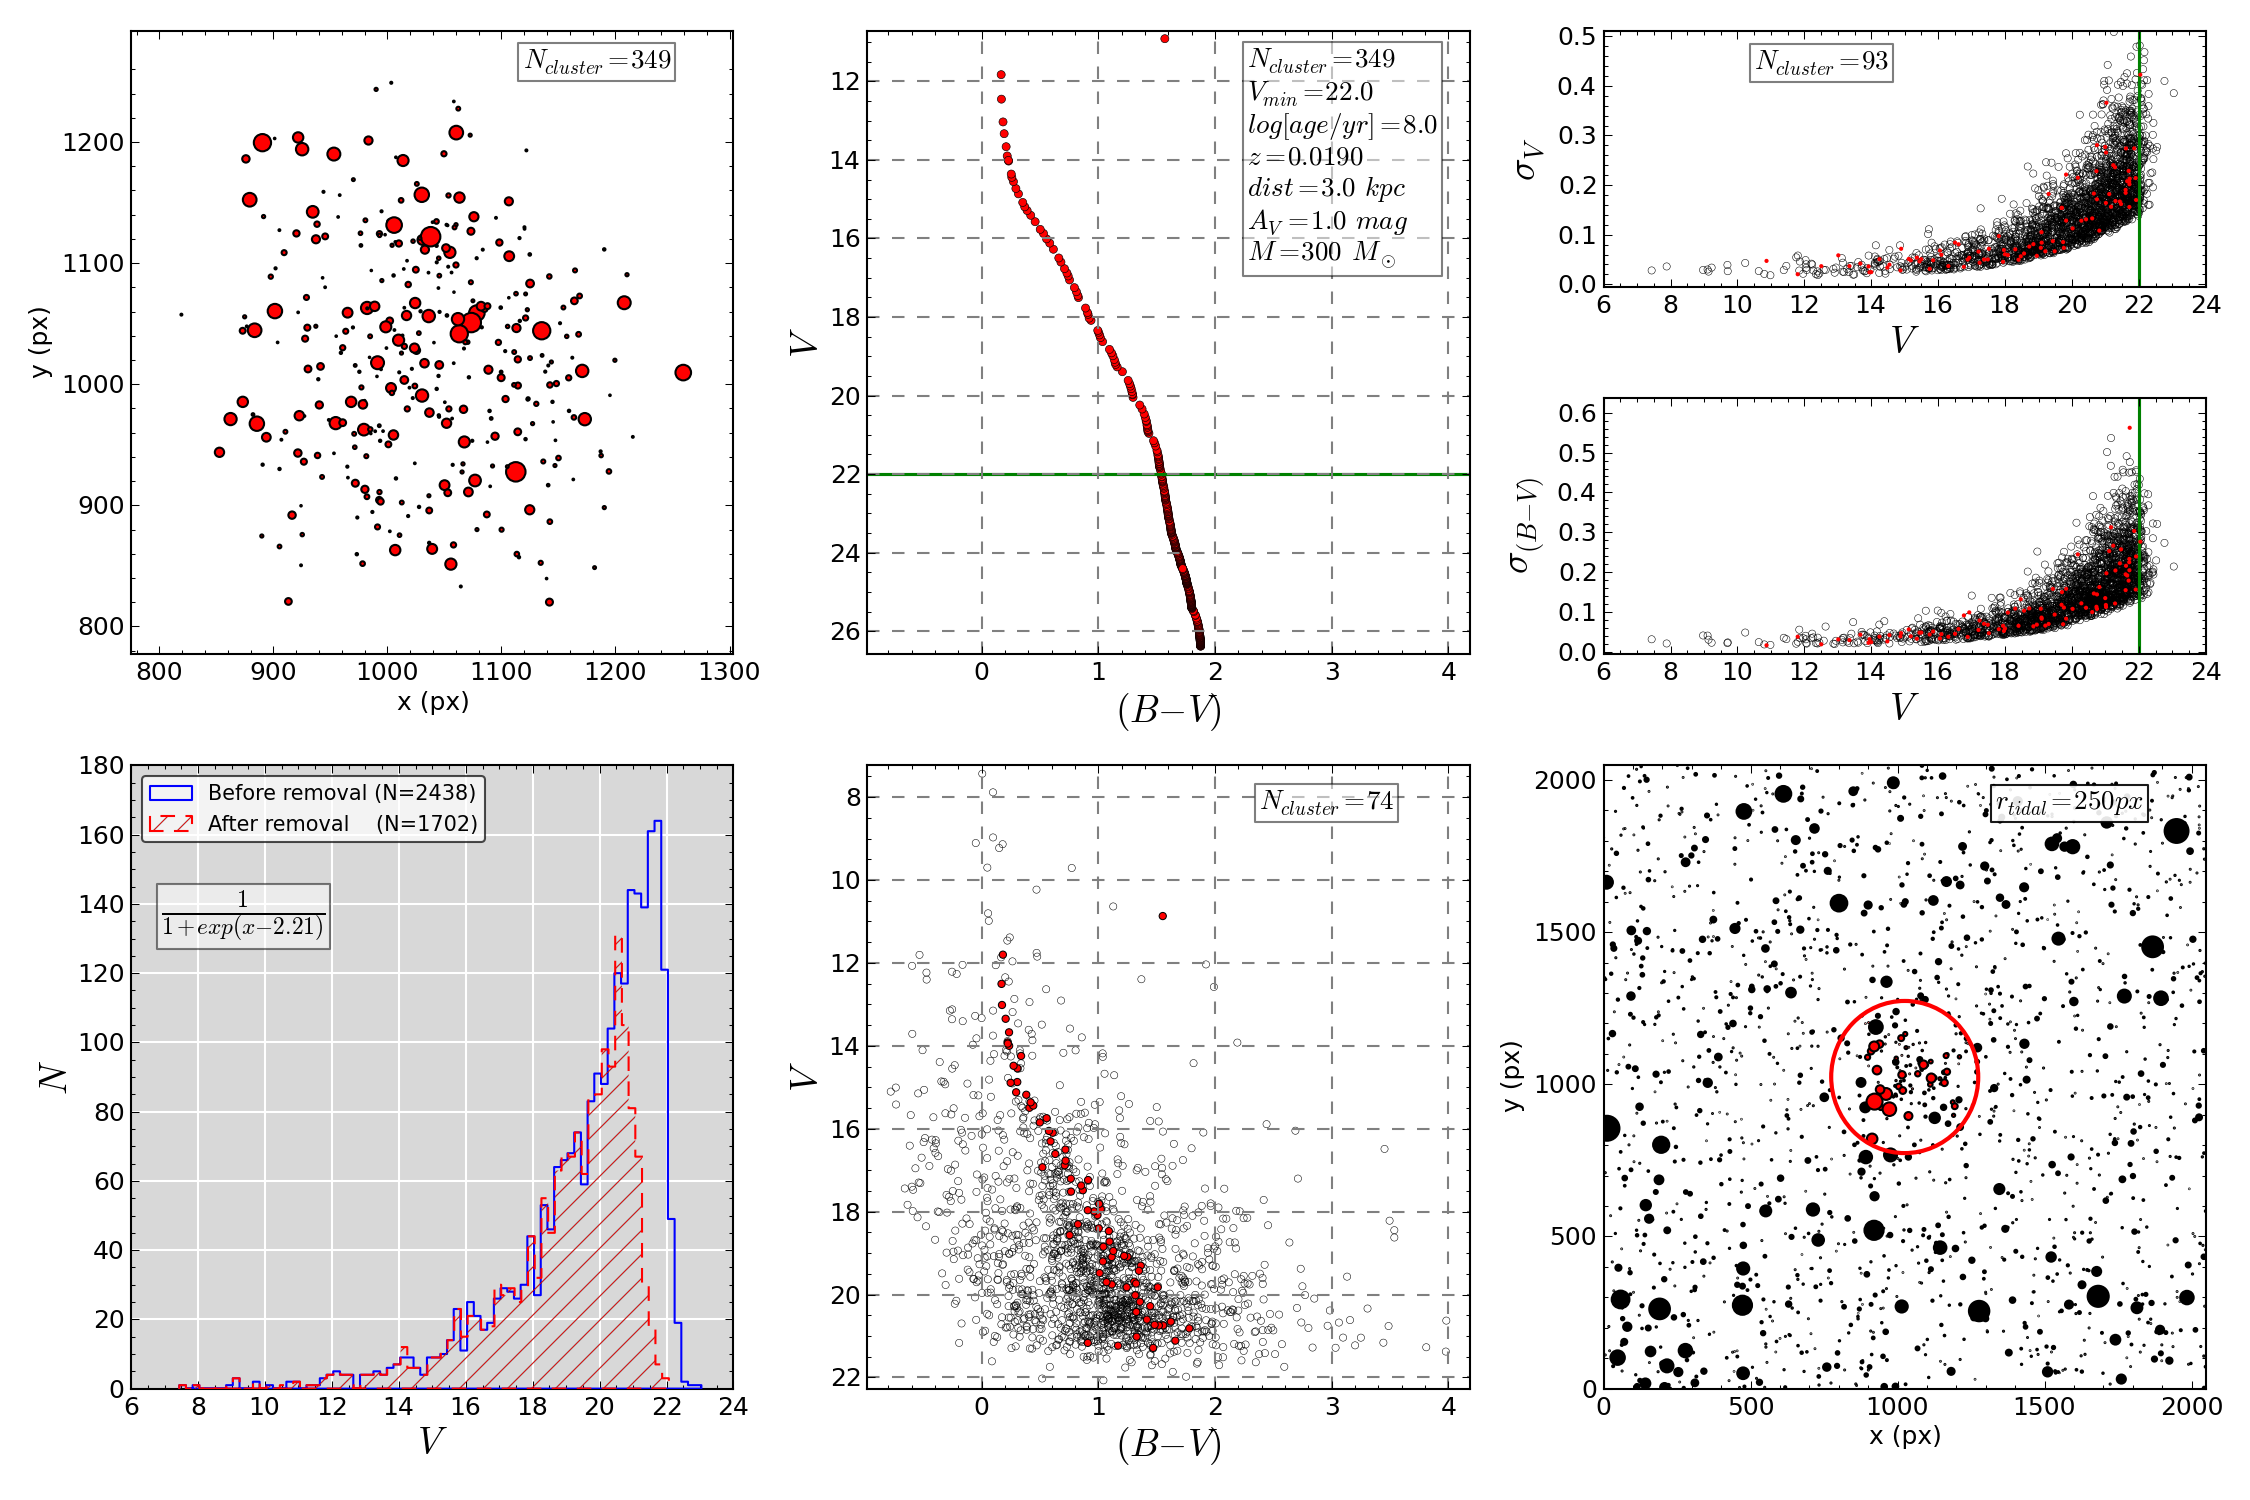 N_cluster=349
1200
1100
1000
900
800
y (px)
800 900 1000 1100 1200 1300
x (px)
N_cluster=349
V_min=22.0
log[age/yr]=8.0
z=0.0190
dist=3.0 kpc
A_V=1.0 mag
M=300 M_⊙
12
14
16
18
20
22
24
26
V
0 1 2 3 4
(B−V)
N_cluster=93
0.5
0.4
0.3
0.2
0.1
0.0
σ_V
6 8 10 12 14 16 18 20 22 24
V
0.6
0.5
0.4
0.3
0.2
0.1
0.0
σ_(B−V)
6 8 10 12 14 16 18 20 22 24
V
180
160
140
120
100
80
60
40
20
0
N
Before removal (N=2438)
After removal (N=1702)
1
1+exp(x−2.21)
6 8 10 12 14 16 18 20 22 24
V
N_cluster=74
8
10
12
14
16
18
20
22
V
0 1 2 3 4
(B−V)
r_tidal=250px
2000
1500
1000
500
0
y (px)
0 500 1000 1500 2000
x (px)